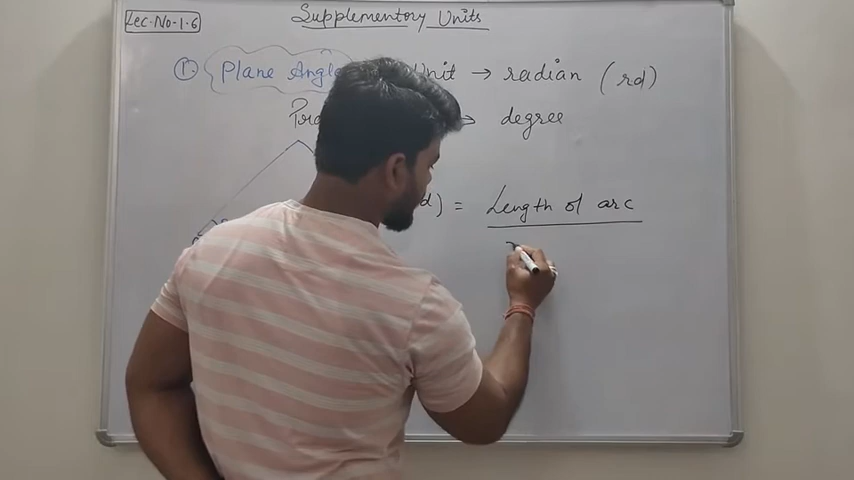 Lec.No-1.6
Supplementory Units
1. Plane Angle Unit → radian (rd)
→ degree
d) = Length of arc